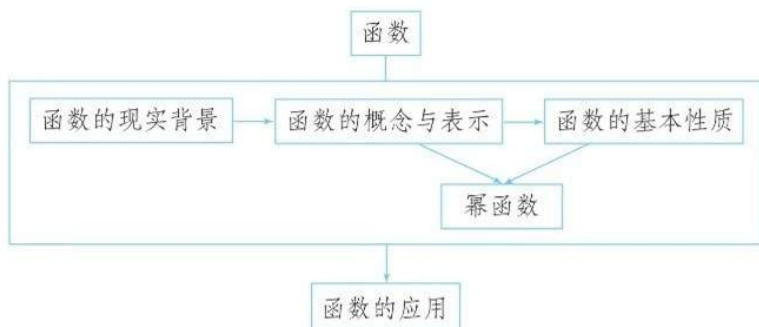 函数
函数的现实背景
函数的概念与表示
函数的基本性质
幂函数
函数的应用